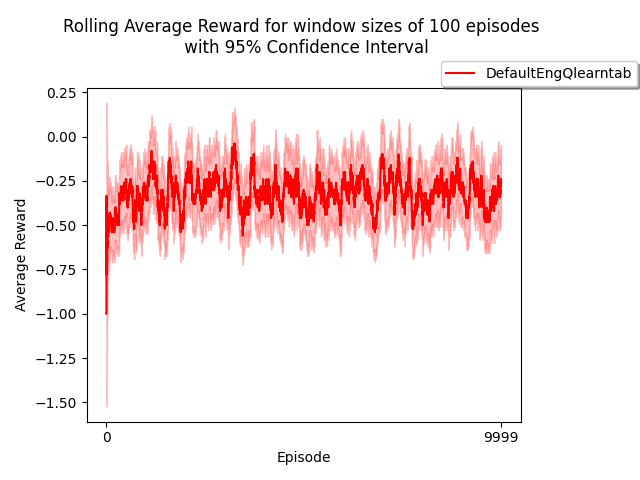 Rolling Average Reward for window sizes of 100 episodes
with 95% Confidence Interval
DefaultEngQlearntab
0.25
0.00
−0.25
−0.50
−0.75
−1.00
−1.25
−1.50
Average Reward
0
9999
Episode